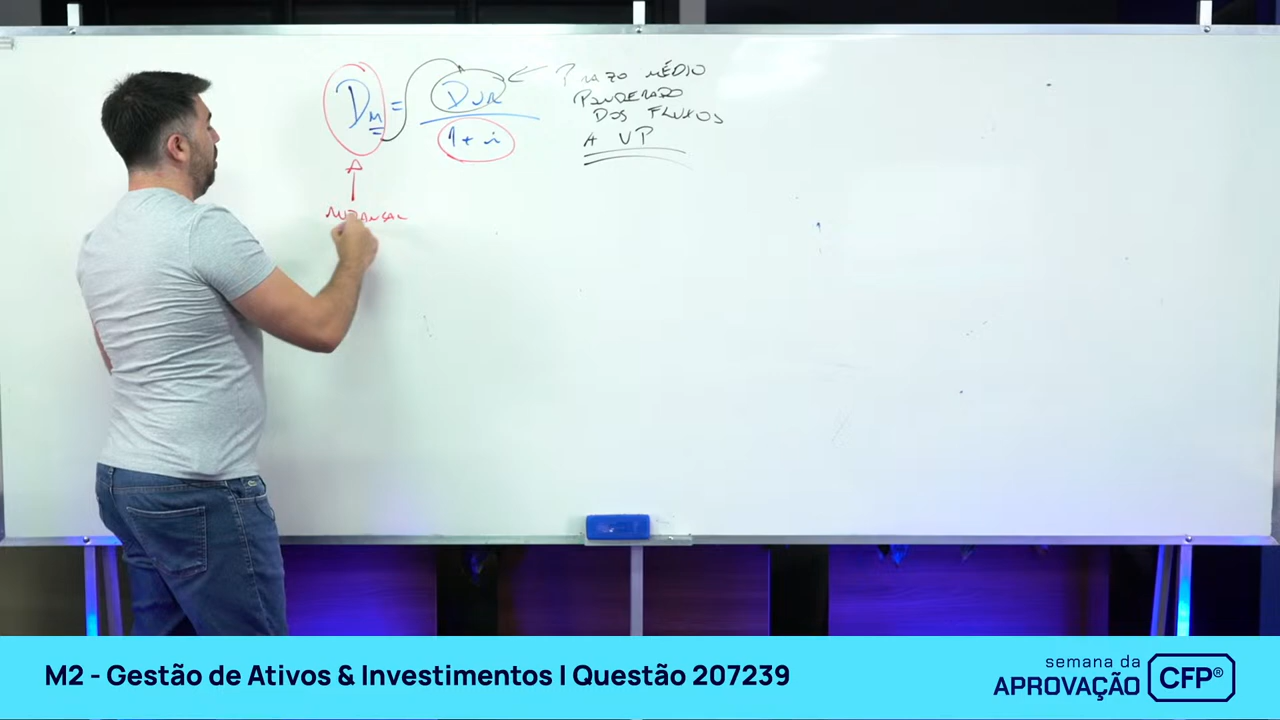 DM = DUR
1 + i
PRAZO MÉDIO
PONDERADO
DOS FLUXOS
A VP
M2 - Gestão de Ativos & Investimentos | Questão 207239
semana da
APROVAÇÃO CFP®